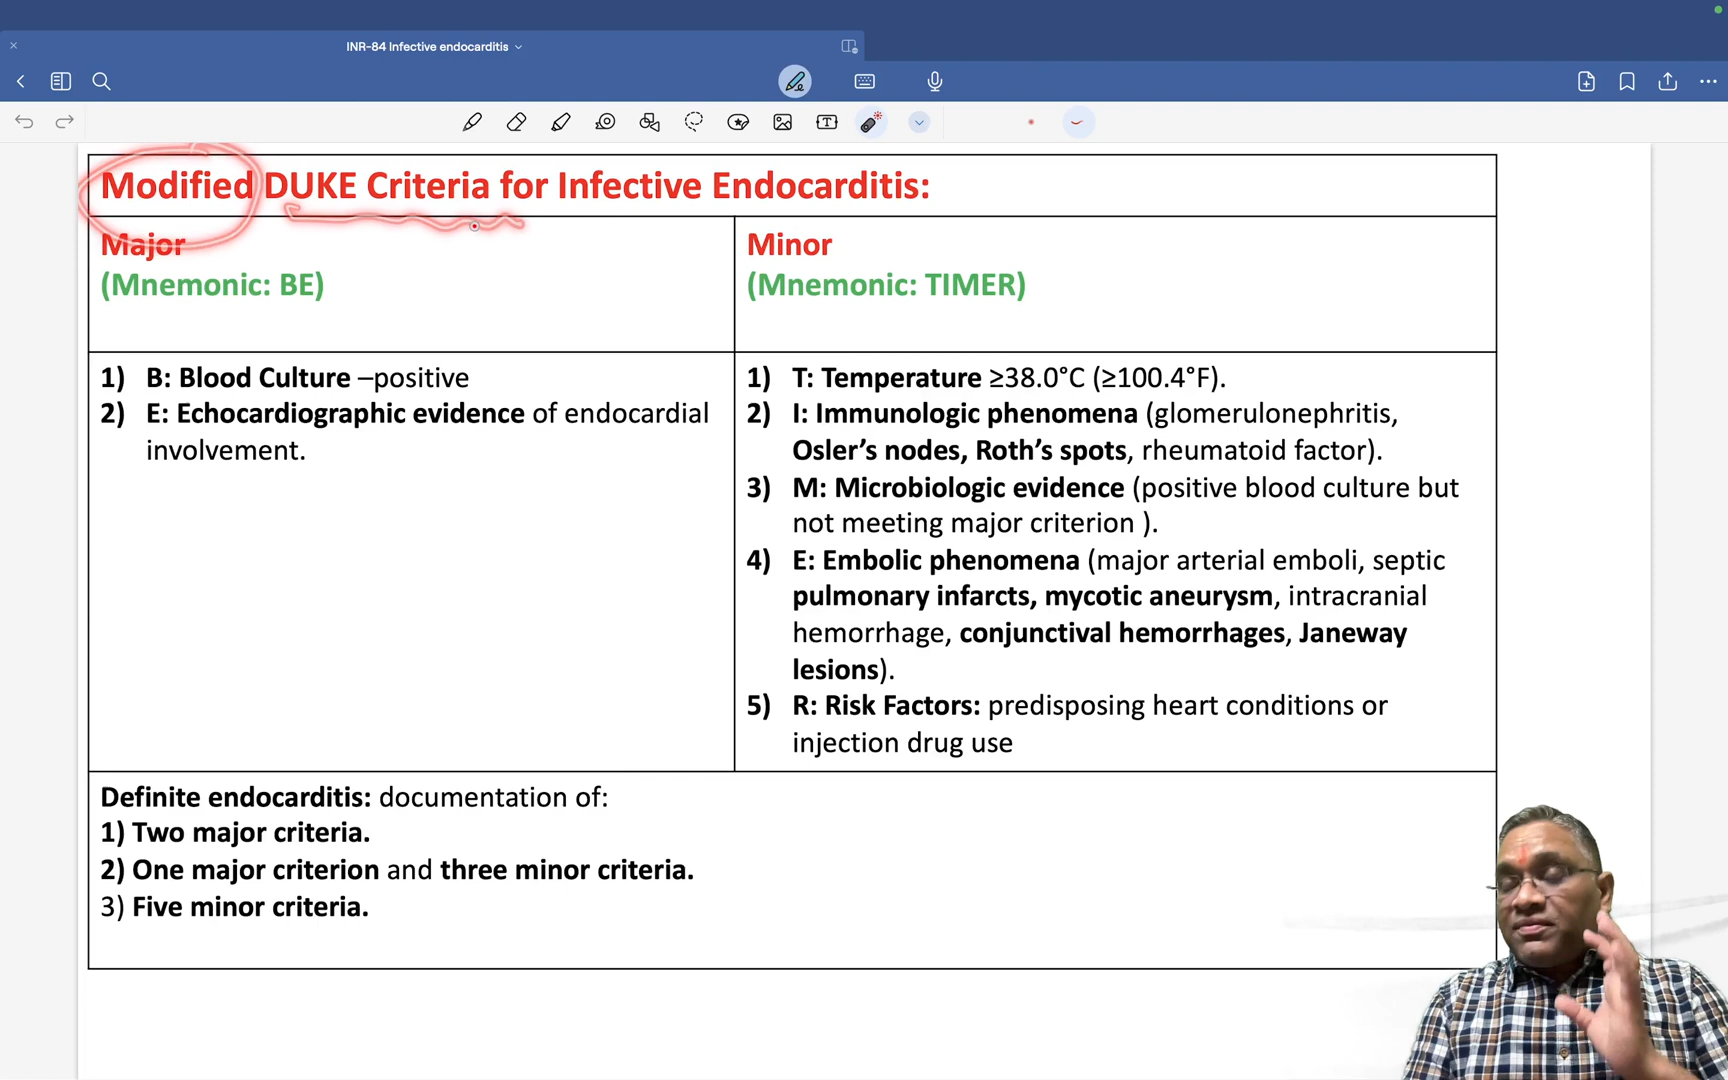 INR-84 Infective endocarditis
Modified DUKE Criteria for Infective Endocarditis:
Major
(Mnemonic: BE)
Minor
(Mnemonic: TIMER)
1) B: Blood Culture –positive
2) E: Echocardiographic evidence of endocardial
involvement.
1) T: Temperature ≥38.0°C (≥100.4°F).
2) I: Immunologic phenomena (glomerulonephritis,
Osler’s nodes, Roth’s spots, rheumatoid factor).
3) M: Microbiologic evidence (positive blood culture but
not meeting major criterion ).
4) E: Embolic phenomena (major arterial emboli, septic
pulmonary infarcts, mycotic aneurysm, intracranial
hemorrhage, conjunctival hemorrhages, Janeway
lesions).
5) R: Risk Factors: predisposing heart conditions or
injection drug use
Definite endocarditis: documentation of:
1) Two major criteria.
2) One major criterion and three minor criteria.
3) Five minor criteria.